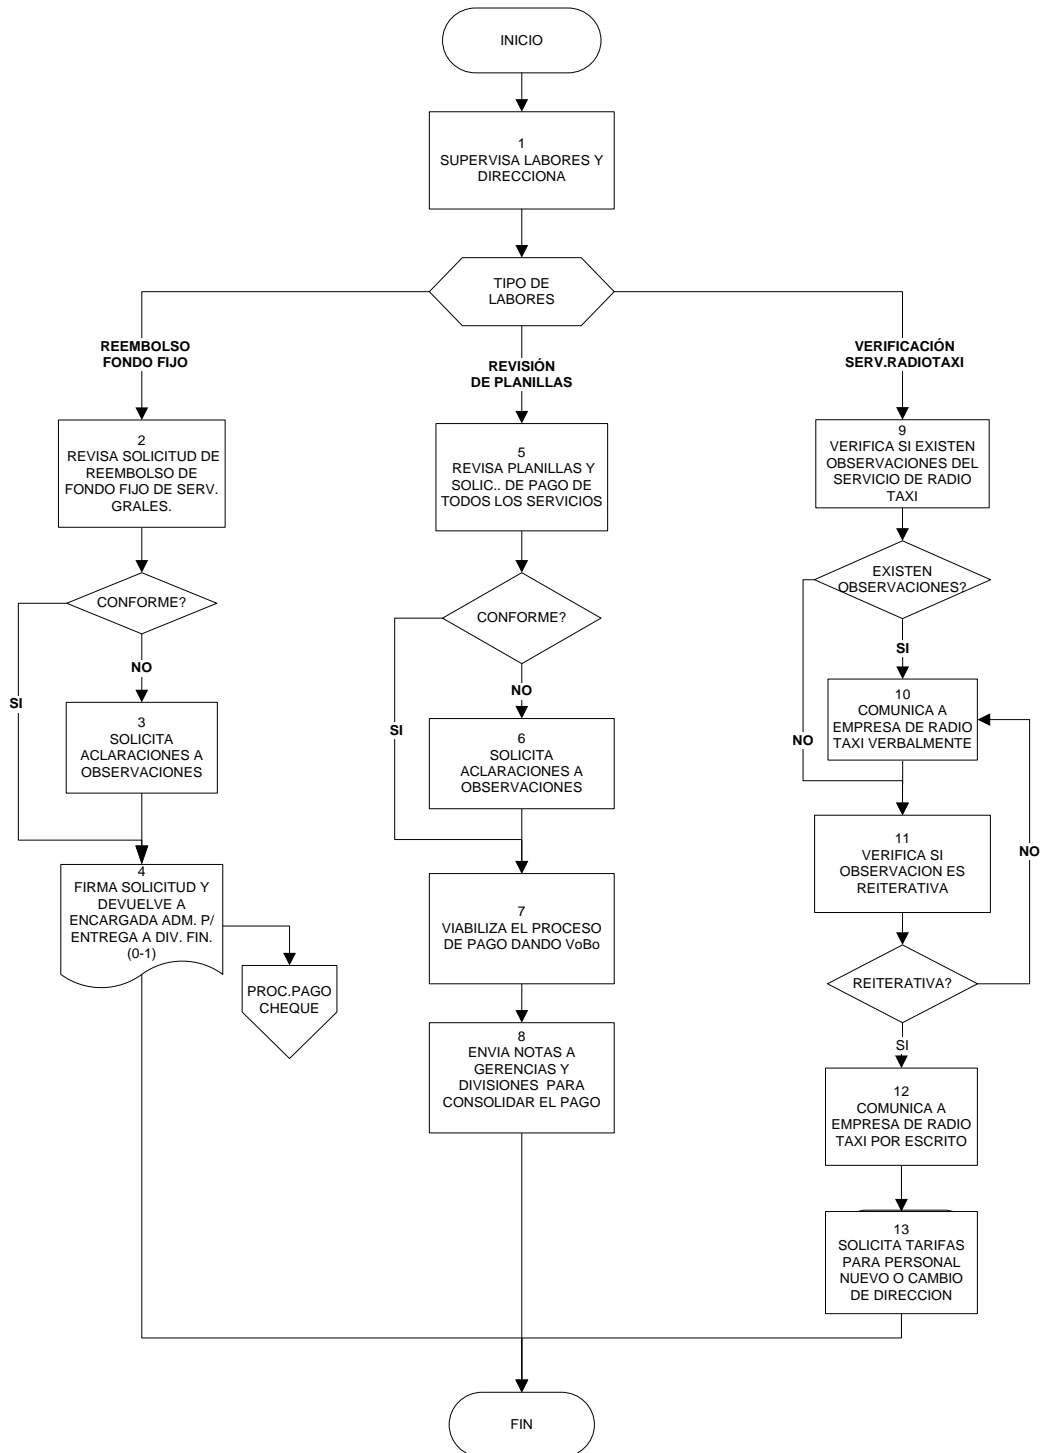 INICIO
1
SUPERVISA LABORES Y
DIRECCIONA
TIPO DE
LABORES
REEMBOLSO
FONDO FIJO
REVISIÓN
DE PLANILLAS
VERIFICACIÓN
SERV.RADIOTAXI
2
REVISA SOLICITUD DE
REEMBOLSO DE
FONDO FIJO DE SERV.
GRALES.
CONFORME?
NO
SI
3
SOLICITA
ACLARACIONES A
OBSERVACIONES
4
FIRMA SOLICITUD Y
DEVUELVE A
ENCARGADA ADM. P/
ENTREGA A DIV. FIN.
(0-1)
PROC.PAGO
CHEQUE
5
REVISA PLANILLAS Y
SOLIC.. DE PAGO DE
TODOS LOS SERVICIOS
CONFORME?
NO
SI
6
SOLICITA
ACLARACIONES A
OBSERVACIONES
7
VIABILIZA EL PROCESO
DE PAGO DANDO VoBo
8
ENVIA NOTAS A
GERENCIAS Y
DIVISIONES PARA
CONSOLIDAR EL PAGO
9
VERIFICA SI EXISTEN
OBSERVACIONES DEL
SERVICIO DE RADIO
TAXI
EXISTEN
OBSERVACIONES?
SI
NO
10
COMUNICA A
EMPRESA DE RADIO
TAXI VERBALMENTE
11
VERIFICA SI
OBSERVACION ES
REITERATIVA
NO
REITERATIVA?
SI
12
COMUNICA A
EMPRESA DE RADIO
TAXI POR ESCRITO
13
SOLICITA TARIFAS
PARA PERSONAL
NUEVO O CAMBIO
DE DIRECCION
FIN